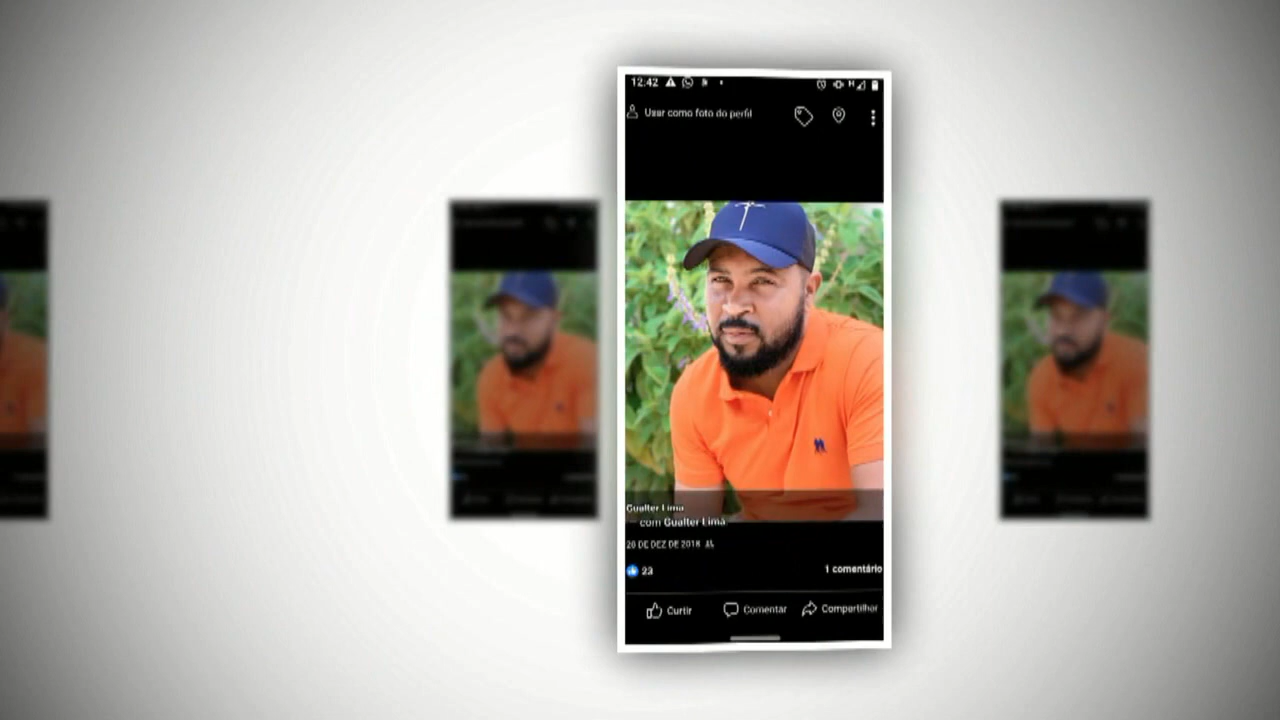 12:42
Usar como foto do perfil
Gualter Lima
com Gualter Lima
26 DE DEZ DE 2018
23
1 comentário
Curtir
Comentar
Compartilhar